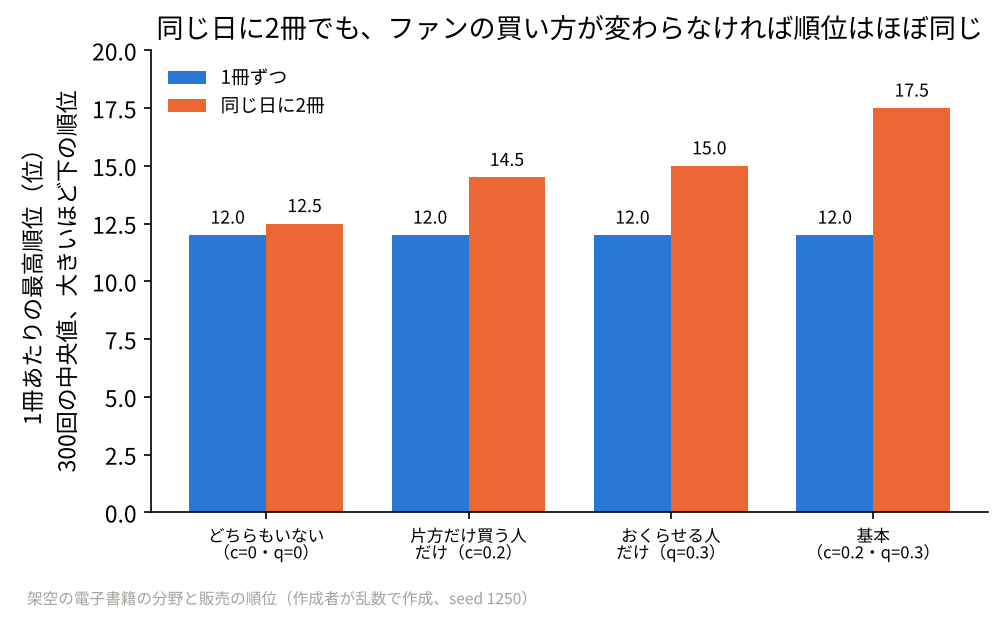 同じ日に2冊でも、ファンの買い方が変わらなければ順位はほぼ同じ
1冊あたりの最高順位（位）
300回の中央値、大きいほど下の順位
20.0
17.5
15.0
12.5
10.0
7.5
5.0
2.5
0.0
1冊ずつ
同じ日に2冊
12.0
12.5
12.0
14.5
12.0
15.0
12.0
17.5
どちらもいない
（c=0・q=0）
片方だけ買う人
だけ（c=0.2）
おくらせる人
だけ（q=0.3）
基本
（c=0.2・q=0.3）
架空の電子書籍の分野と販売の順位（作成者が乱数で作成、seed 1250）